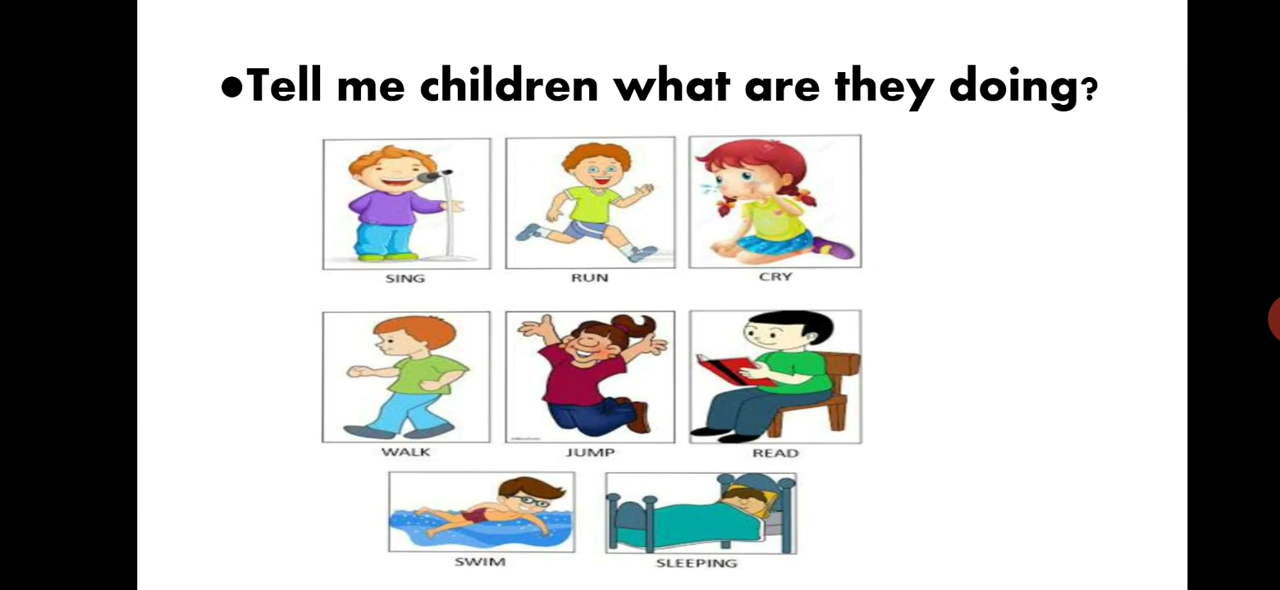 ●Tell me children what are they doing?
SING RUN CRY
WALK JUMP READ
SWIM SLEEPING